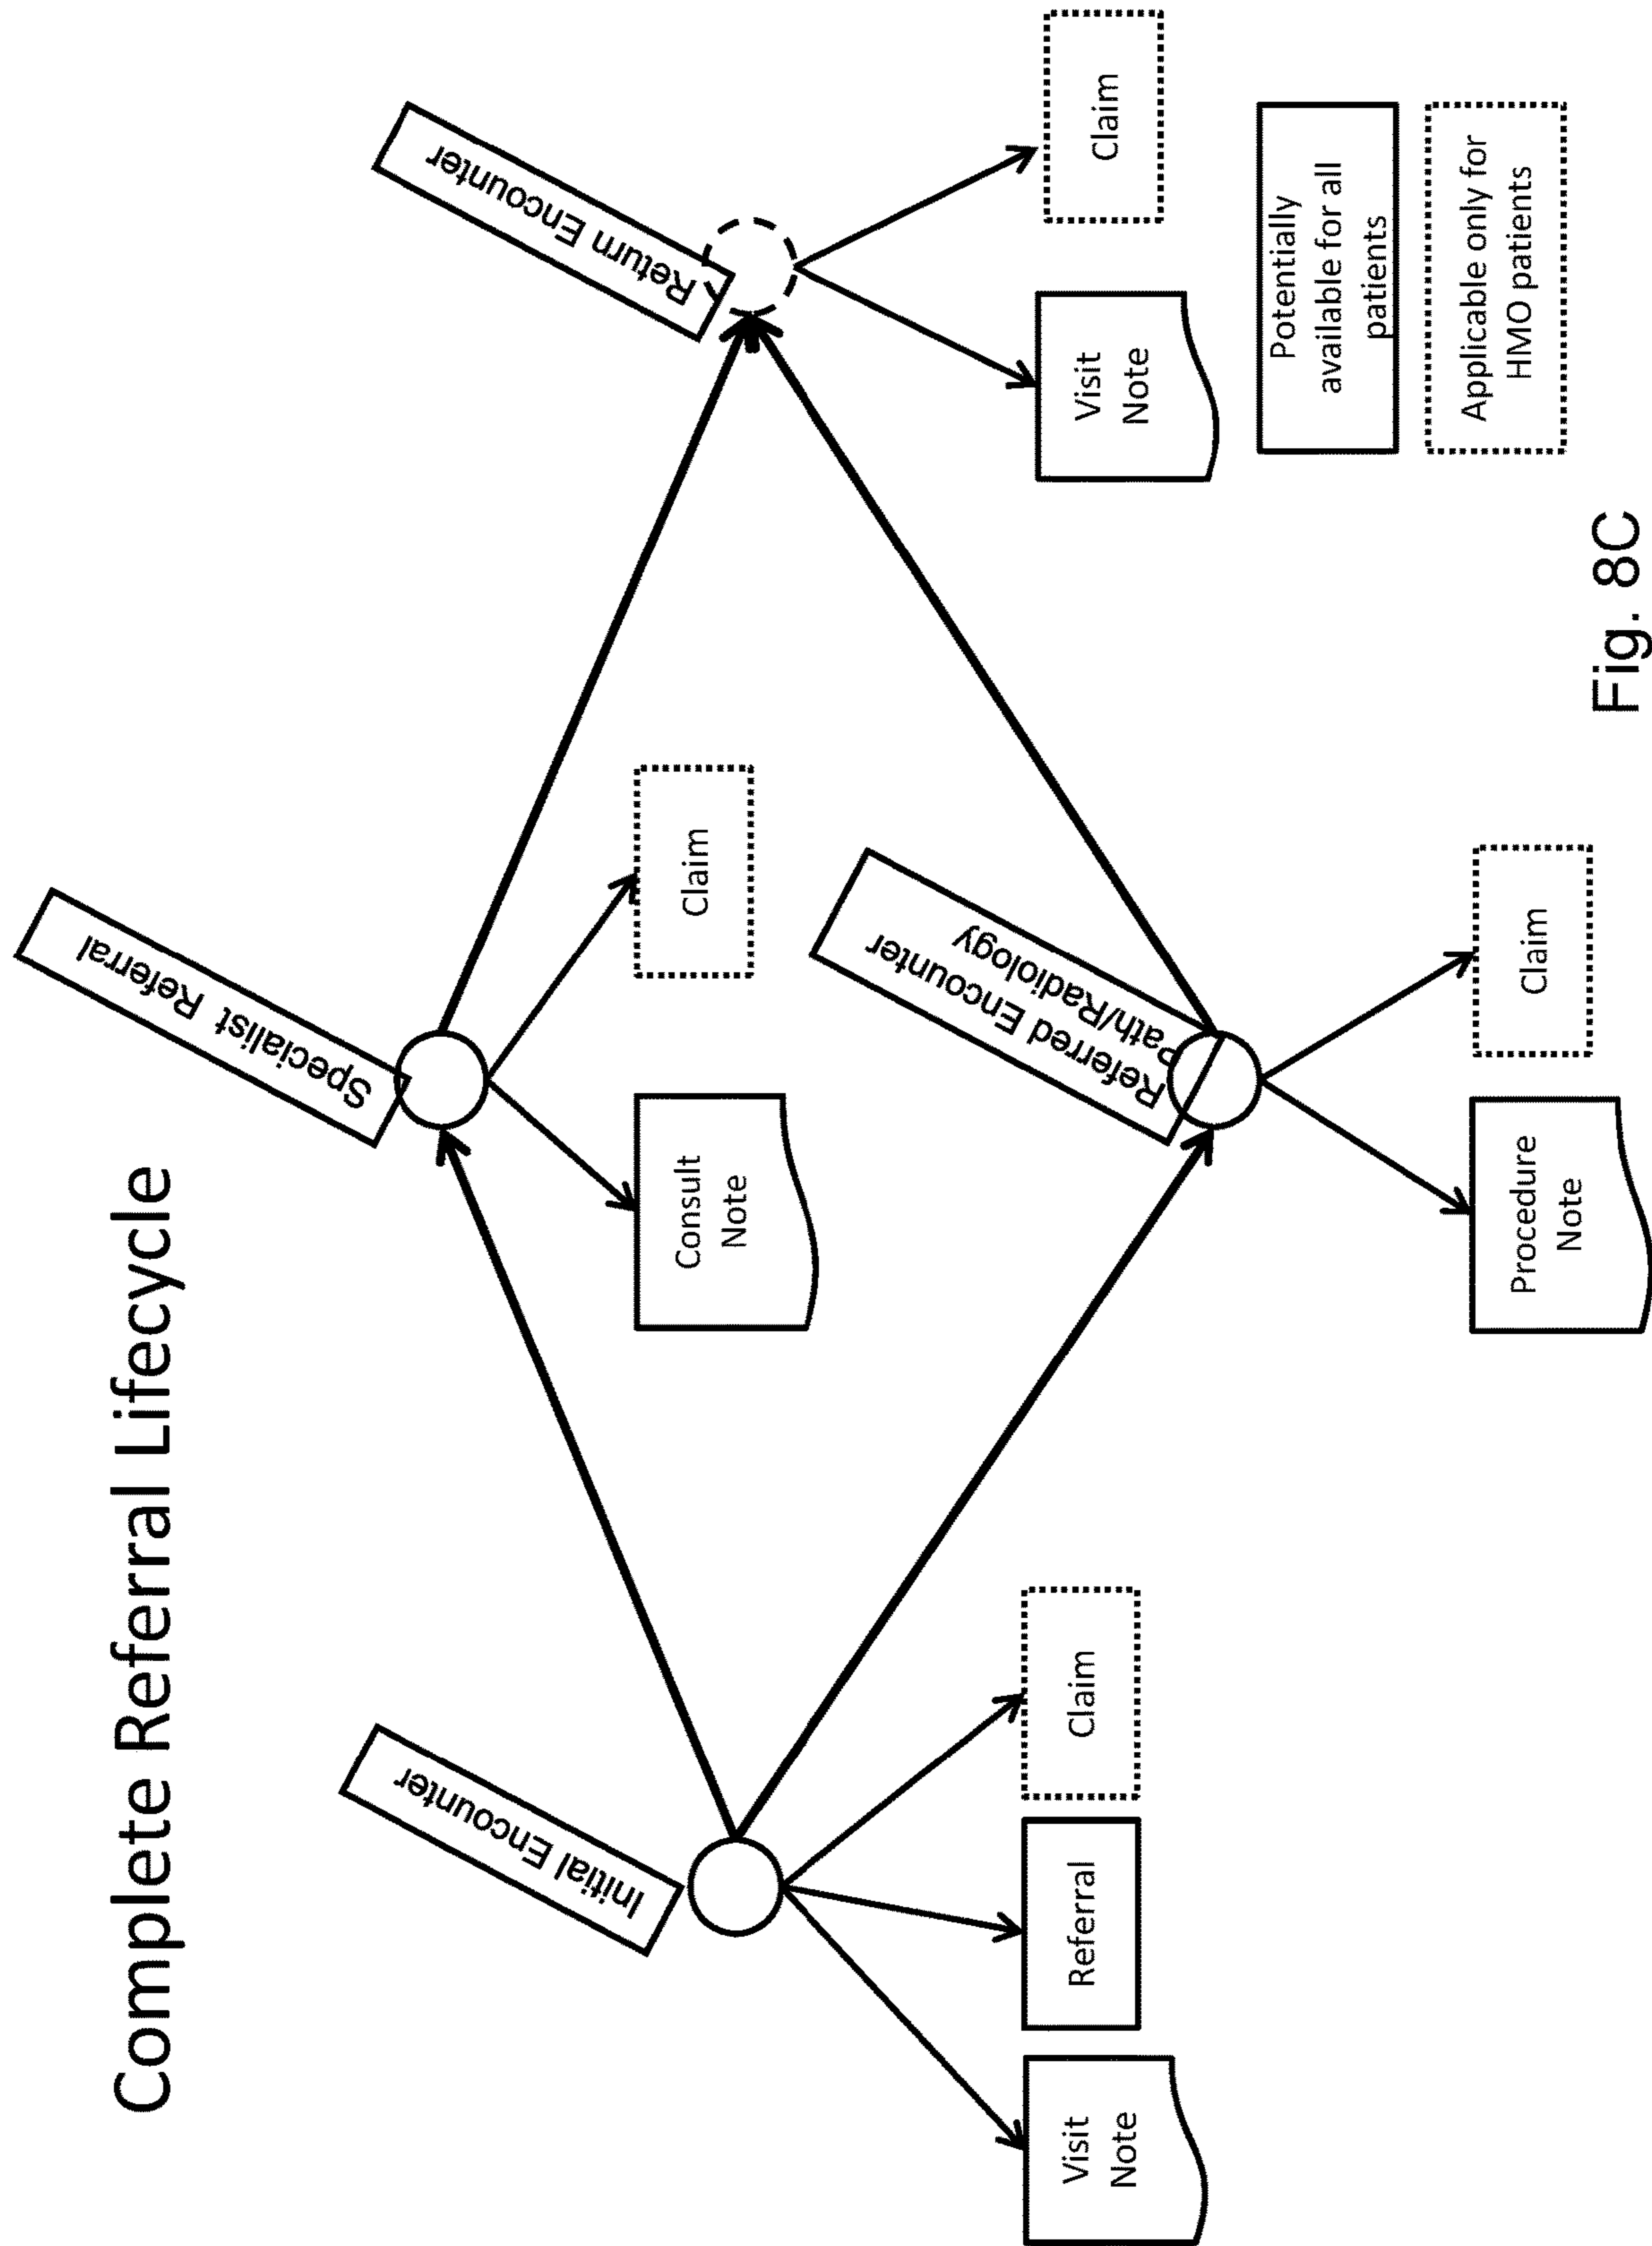 Complete Referral Lifecycle
Specialist Referral
Initial Encounter
Return Encounter
Consult
Note
Claim
Referred Encounter
Path/Radiology
Visit
Note
Referral
Claim
Visit
Note
Claim
Procedure
Note
Claim
Potentially
available for all
patients
Applicable only for
HMO patients
Fig. 8C